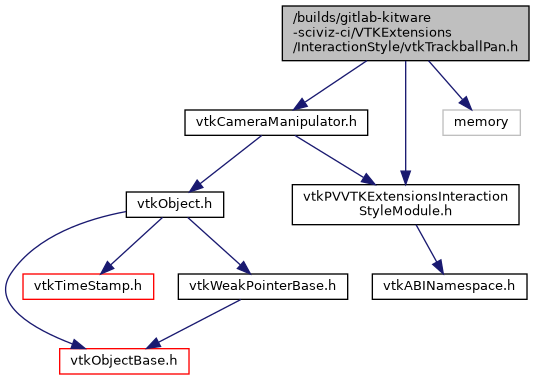 /builds/gitlab-kitware
-sciviz-ci/VTKExtensions
/InteractionStyle/vtkTrackballPan.h
vtkCameraManipulator.h
memory
vtkObject.h
vtkPVVTKExtensionsInteraction
StyleModule.h
vtkTimeStamp.h
vtkWeakPointerBase.h
vtkABINamespace.h
vtkObjectBase.h